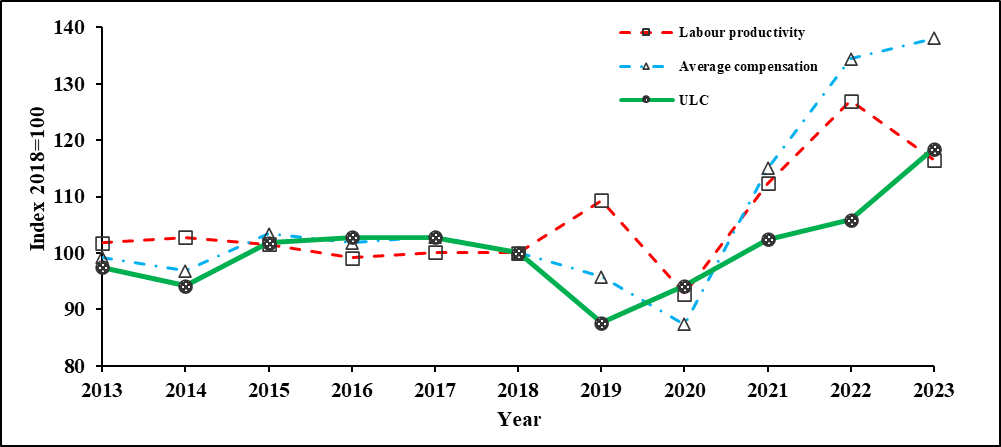 Labour productivity
Average compensation
ULC
Index 2018=100
140
130
120
110
100
90
80
2013 2014 2015 2016 2017 2018 2019 2020 2021 2022 2023
Year